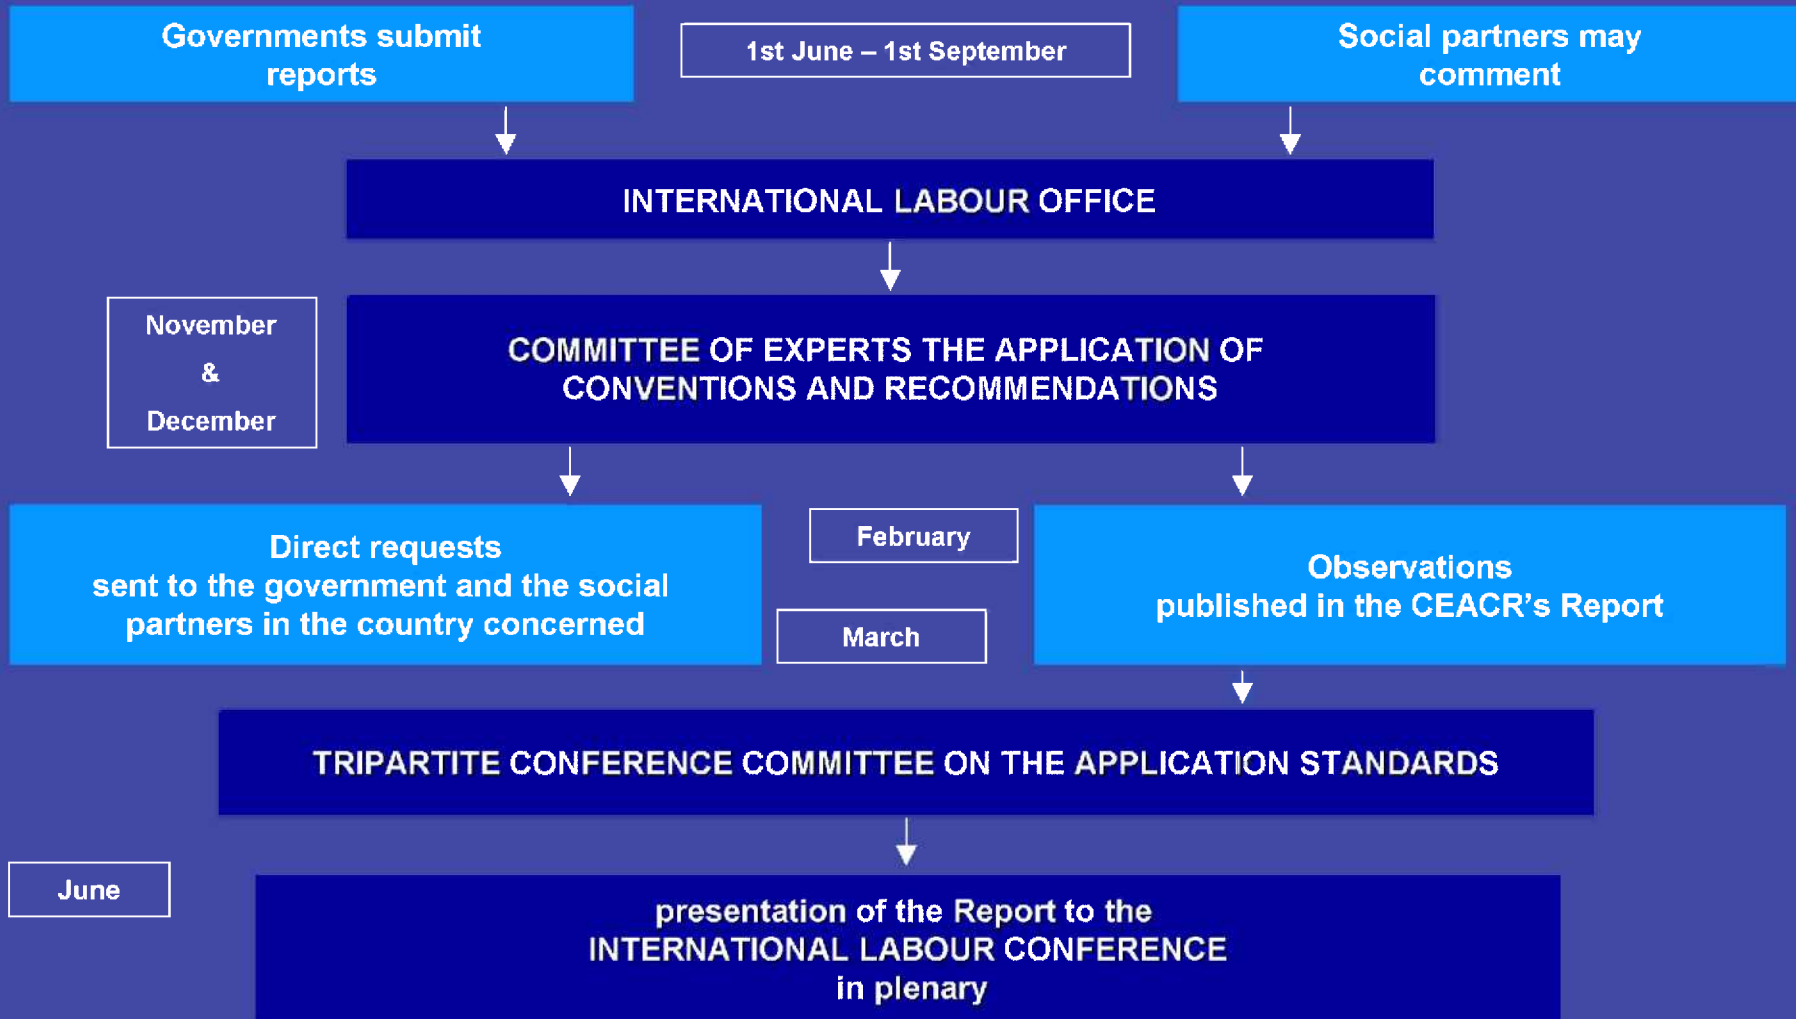 Governments submit
reports
1st June – 1st September
Social partners may
comment
INTERNATIONAL LABOUR OFFICE
November
&
December
COMMITTEE OF EXPERTS THE APPLICATION OF
CONVENTIONS AND RECOMMENDATIONS
Direct requests
sent to the government and the social
partners in the country concerned
February
March
Observations
published in the CEACR’s Report
TRIPARTITE CONFERENCE COMMITTEE ON THE APPLICATION STANDARDS
June
presentation of the Report to the
INTERNATIONAL LABOUR CONFERENCE
in plenary